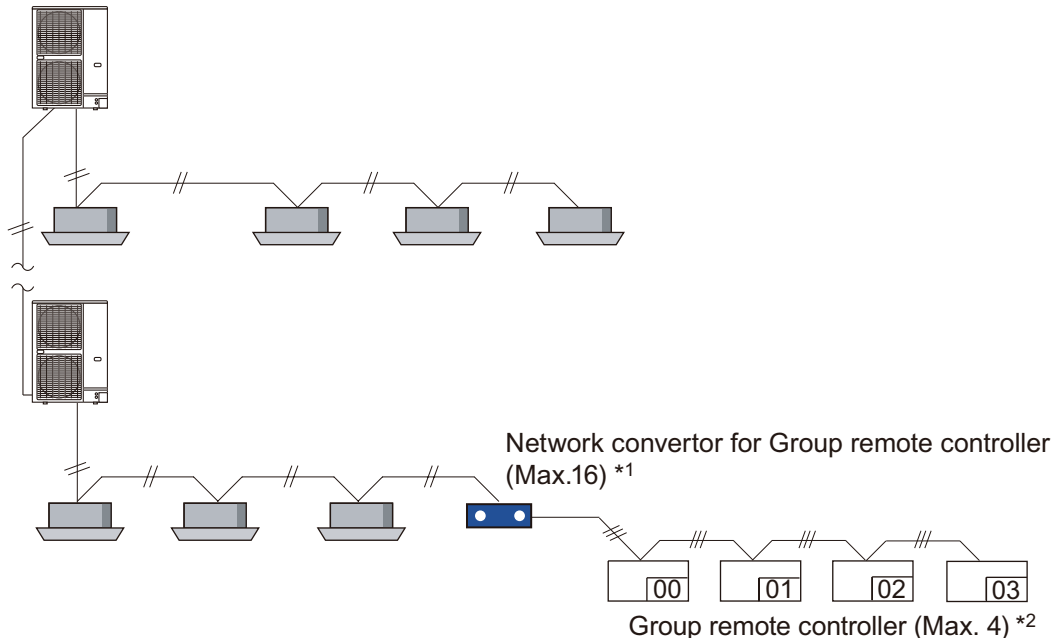 Network convertor for Group remote controller
(Max.16) *1
00 01 02 03
Group remote controller (Max. 4) *2